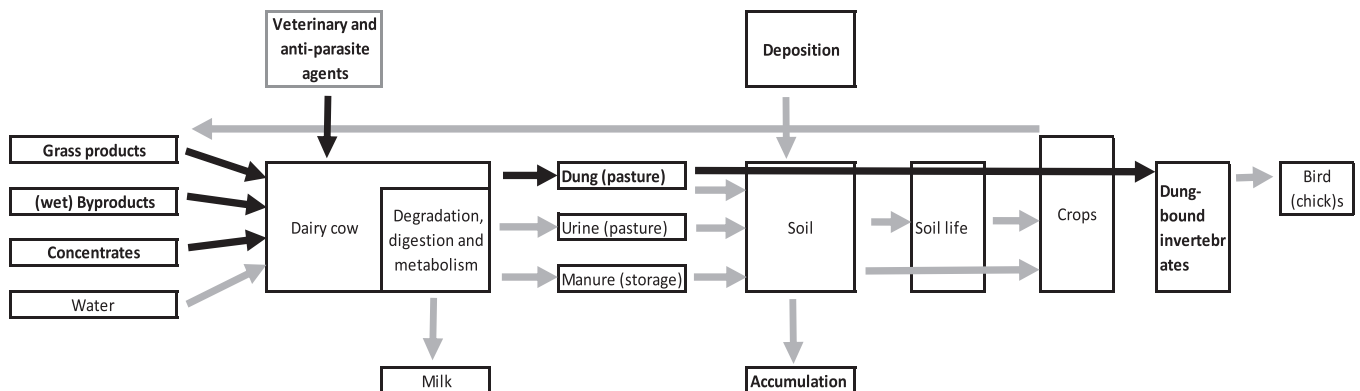 Veterinary and
anti-parasite
agents
Deposition
Grass products
(wet) Byproducts
Concentrates
Water
Dairy cow
Degradation,
digestion and
metabolism
Dung (pasture)
Urine (pasture)
Manure (storage)
Soil
Soil life
Crops
Dung-
bound
invertebr
ates
Bird
(chick)s
Milk
Accumulation